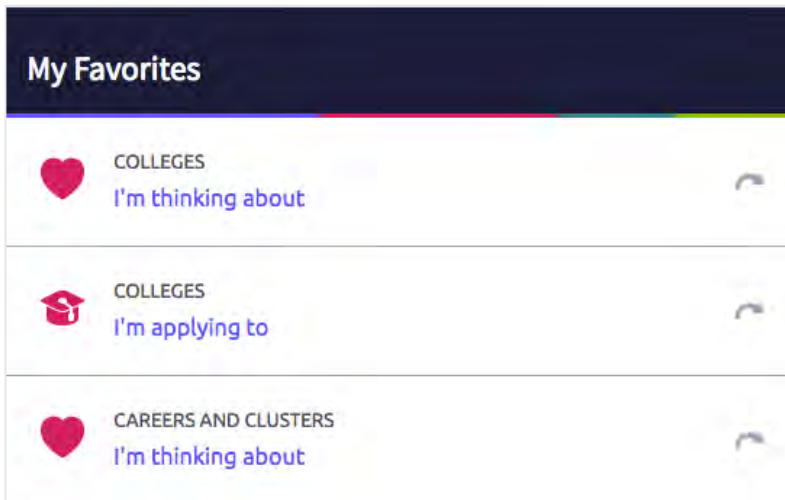 My Favorites
COLLEGES
I'm thinking about
COLLEGES
I'm applying to
CAREERS AND CLUSTERS
I'm thinking about